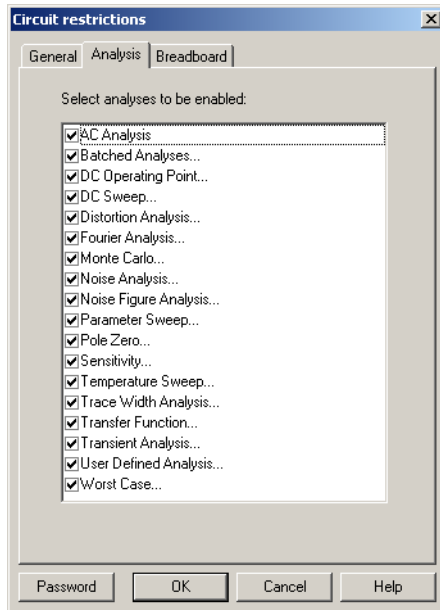 Circuit restrictions
General Analysis Breadboard
Select analyses to be enabled:
AC Analysis
Batched Analyses...
DC Operating Point...
DC Sweep...
Distortion Analysis...
Fourier Analysis...
Monte Carlo...
Noise Analysis...
Noise Figure Analysis...
Parameter Sweep...
Pole Zero...
Sensitivity...
Temperature Sweep...
Trace Width Analysis...
Transfer Function...
Transient Analysis...
User Defined Analysis...
Worst Case...
Password OK Cancel Help